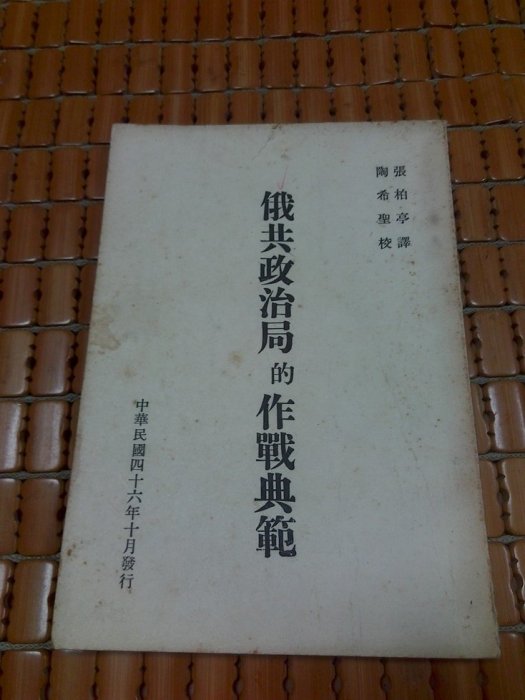 張柏亭譯
陶希聖校
俄共政治局的作戰典範
中華民國四十六年十月發行